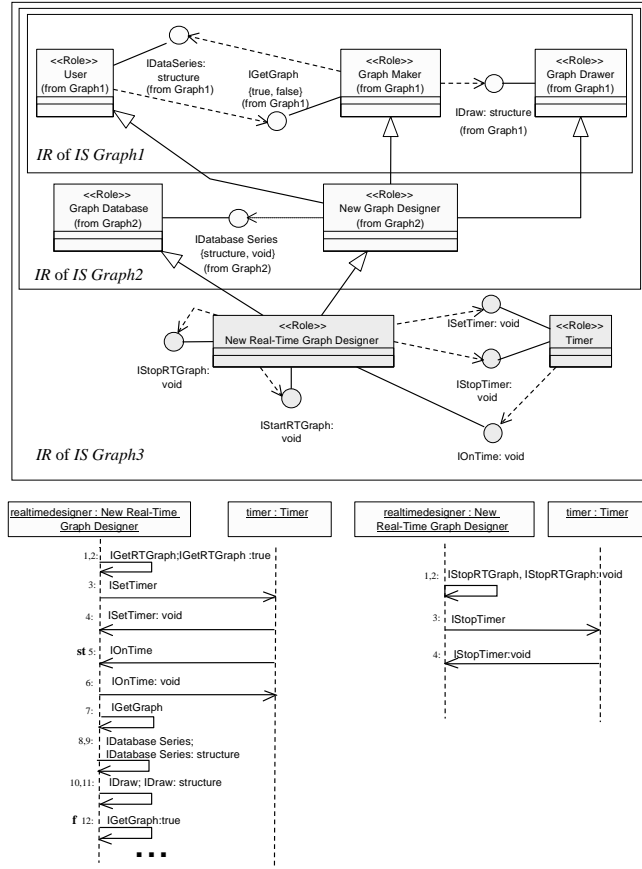 <<Role>>
User
(from Graph1)
IDataSeries:
structure
(from Graph1)
IGetGraph
{true, false}
(from Graph1)
<<Role>>
Graph Maker
(from Graph1)
<<Role>>
Graph Drawer
(from Graph1)
IDraw: structure
(from Graph1)
IR of IS Graph1
<<Role>>
Graph Database
(from Graph2)
IDatabase Series
{structure, void}
(from Graph2)
<<Role>>
New Graph Designer
(from Graph2)
IR of IS Graph2
<<Role>>
New Real-Time Graph Designer
ISetTimer: void
<<Role>>
Timer
IStopRTGraph:
void
IStopTimer:
void
IStartRTGraph:
void
IOnTime: void
IR of IS Graph3
realtimedesigner : New Real-Time
Graph Designer
timer : Timer
1,2: IGetRTGraph;IGetRTGraph :true
3: ISetTimer
4: ISetTimer: void
st 5: IOnTime
6: IOnTime: void
7: IGetGraph
8,9: IDatabase Series;
IDatabase Series: structure
10,11: IDraw; IDraw: structure
f 12: IGetGraph:true
...
realtimedesigner : New
Real-Time Graph Designer
timer : Timer
1,2: IStopRTGraph, IStopRTGraph: void
3: IStopTimer
4: IStopTimer:void